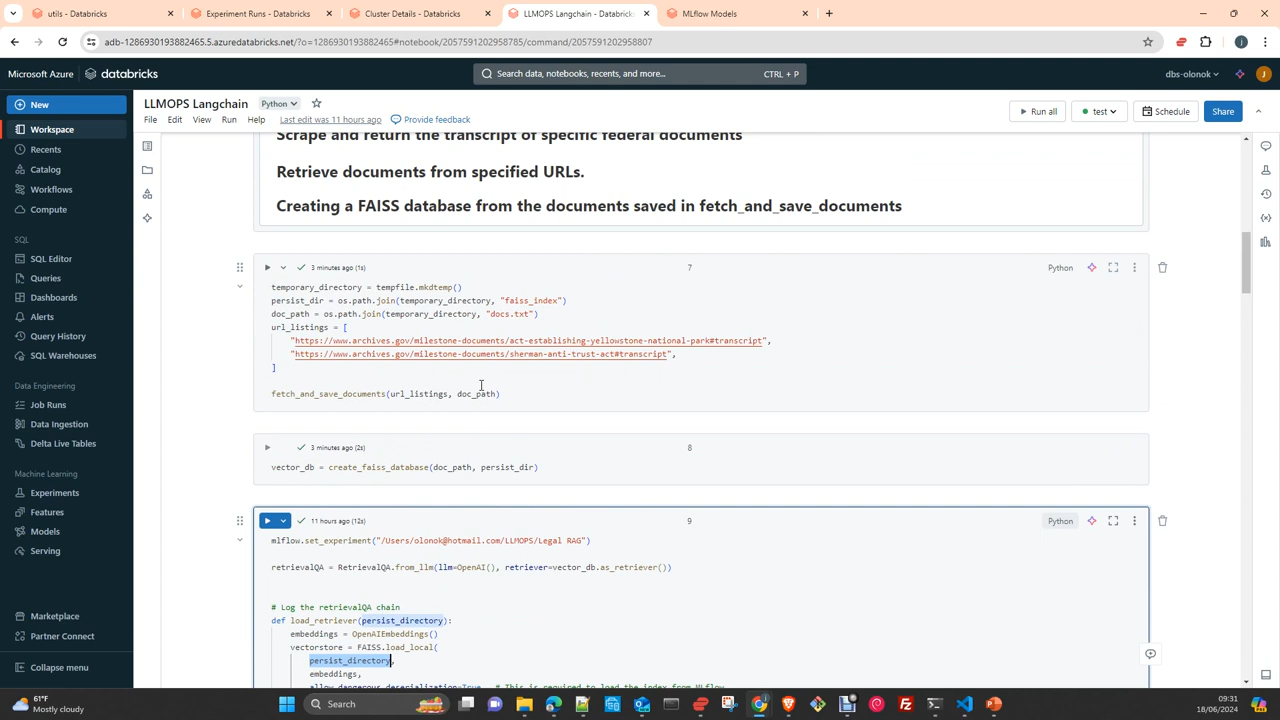 utils - Databricks
Experiment Runs - Databricks
Cluster Details - Databricks
LLMOPS Langchain - Databricks
MLflow Models
adb-1286930193882465.5.azuredatabricks.net/?o=1286930193882465#notebook/2057591202958785/command/2057591202958807
Microsoft Azure
databricks
Search data, notebooks, recents, and more...
CTRL + P
dbs-olonok
J
New
Workspace
Recents
Catalog
Workflows
Compute
SQL
SQL Editor
Queries
Dashboards
Alerts
Query History
SQL Warehouses
Data Engineering
Job Runs
Data Ingestion
Delta Live Tables
Machine Learning
Experiments
Features
Models
Serving
Marketplace
Partner Connect
Collapse menu
LLMOPS Langchain
Python
File Edit View Run Help Last edit was 11 hours ago Provide feedback
Run all
test
Schedule
Share
Scrape and return the transcript of specific federal documents
Retrieve documents from specified URLs.
Creating a FAISS database from the documents saved in fetch_and_save_documents
3 minutes ago (1s)
7
Python
temporary_directory = tempfile.mkdtemp()
persist_dir = os.path.join(temporary_directory, "faiss_index")
doc_path = os.path.join(temporary_directory, "docs.txt")
url_listings = [
"https://www.archives.gov/milestone-documents/act-establishing-yellowstone-national-park#transcript",
"https://www.archives.gov/milestone-documents/sherman-anti-trust-act#transcript",
]
fetch_and_save_documents(url_listings, doc_path)
3 minutes ago (2s)
8
vector_db = create_faiss_database(doc_path, persist_dir)
11 hours ago (12s)
9
Python
mlflow.set_experiment("/Users/olonok@hotmail.com/LLMOPS/Legal RAG")
retrievalQA = RetrievalQA.from_llm(llm=OpenAI(), retriever=vector_db.as_retriever())
# Log the retrievalQA chain
def load_retriever(persist_directory):
embeddings = OpenAIEmbeddings()
vectorstore = FAISS.load_local(
persist_directory,
embeddings,
allow_dangerous_deserialization=True, # This is required to load the index from MLflow
61°F
Mostly cloudy
Search
09:31
18/06/2024